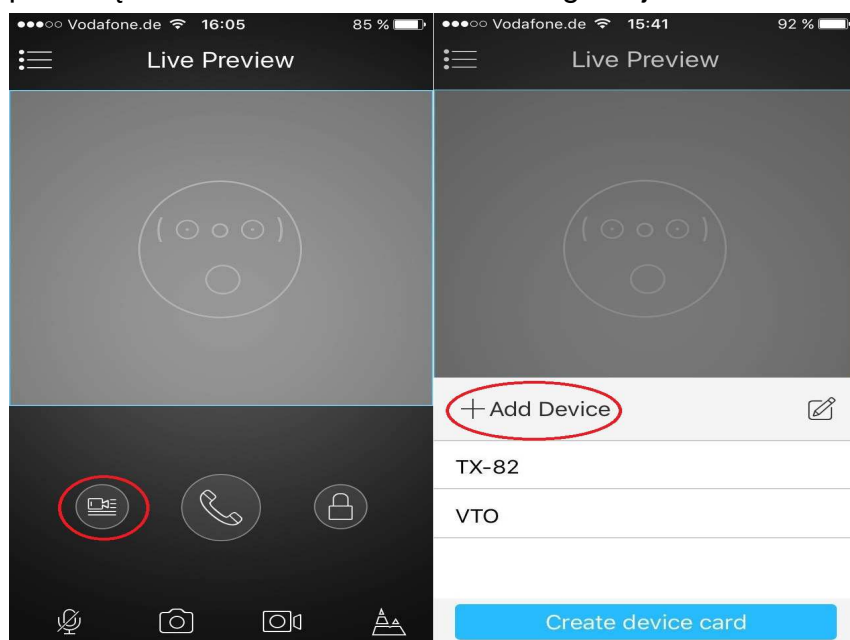 Vodafone.de 16:05 85 %
Live Preview
Vodafone.de 15:41 92 %
Live Preview
Add Device
TX-82
VTO
Create device card